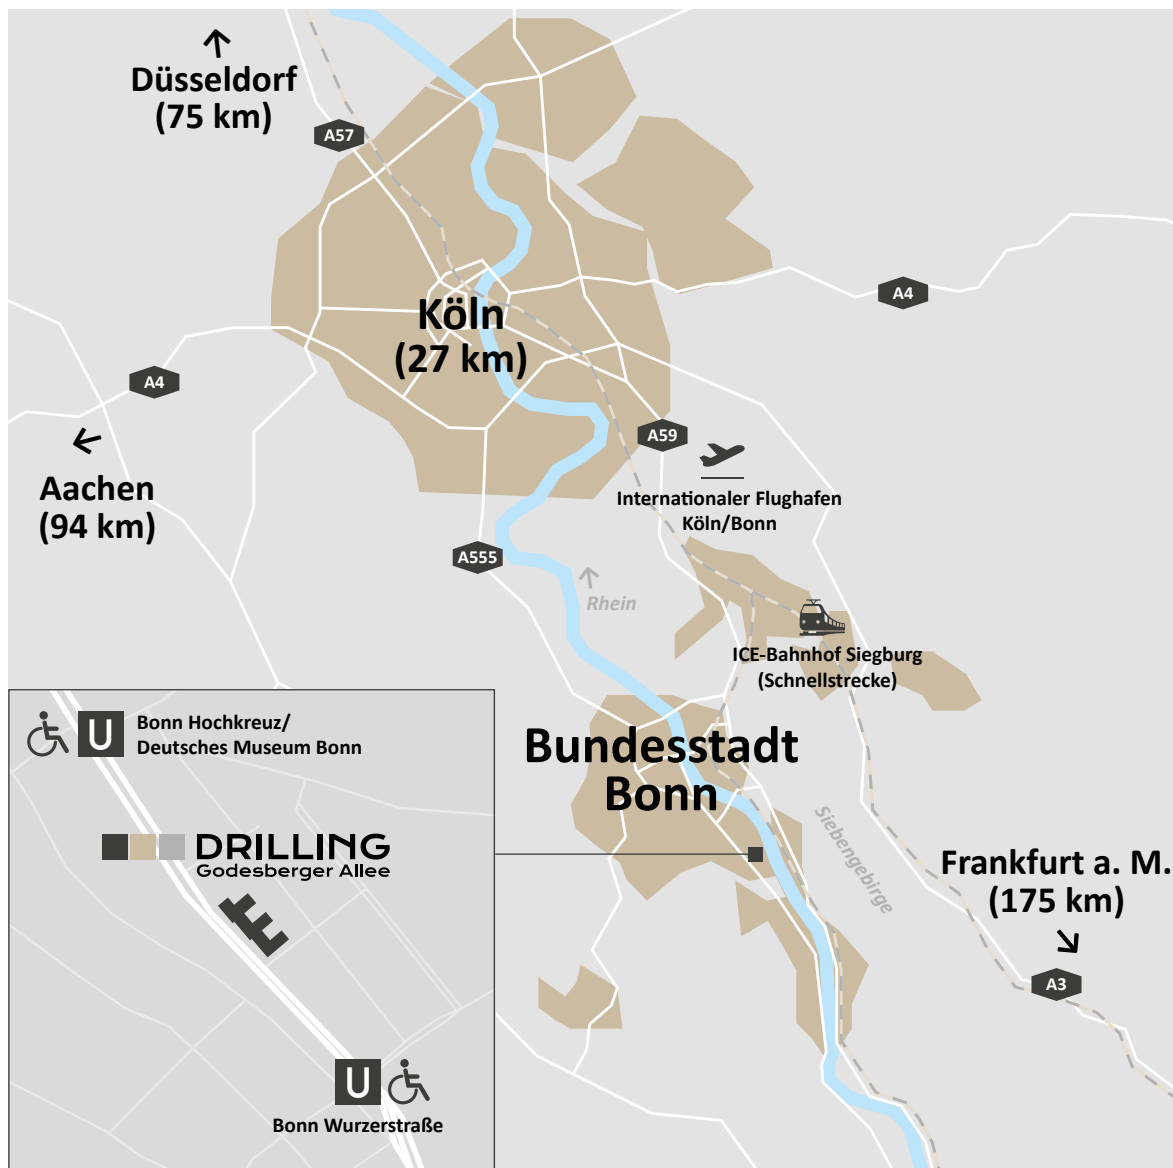 Düsseldorf
(75 km)
A57
A4
Köln
(27 km)
A4
A59
Aachen
(94 km)
Internationaler Flughafen
Köln/Bonn
A555
Rhein
ICE-Bahnhof Siegburg
(Schnellstrecke)
U
Bonn Hochkreuz/
Deutsches Museum Bonn
Bundesstadt
Bonn
Siebengebirge
DRILLING
Godesberger Allee
Frankfurt a. M.
(175 km)
A3
U
Bonn Wurzerstraße